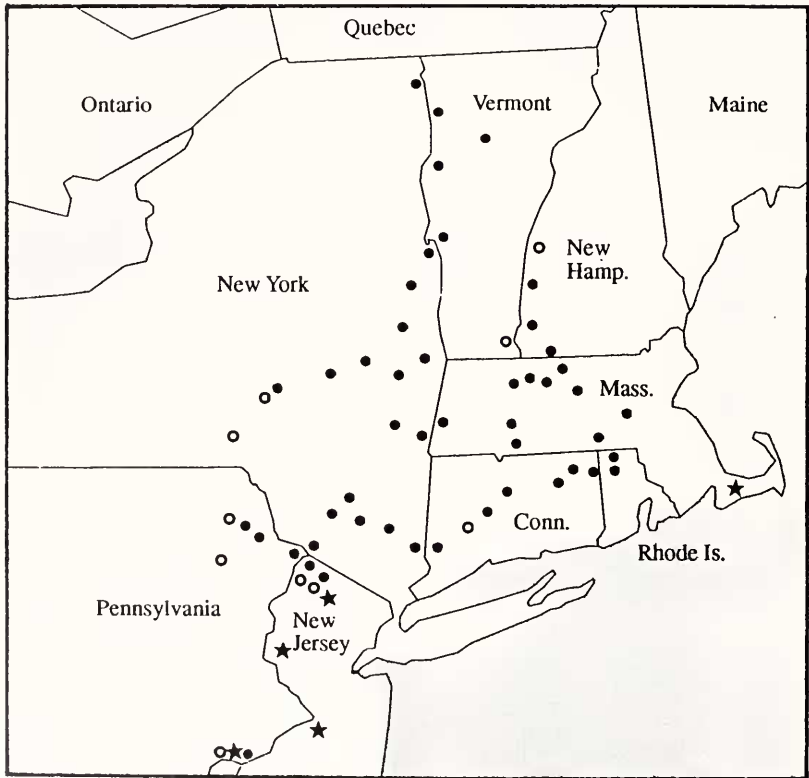 Quebec
Ontario
Vermont
Maine
New
Hamp.
New York
Mass.
Conn.
Rhode Is.
Pennsylvania
New
Jersey